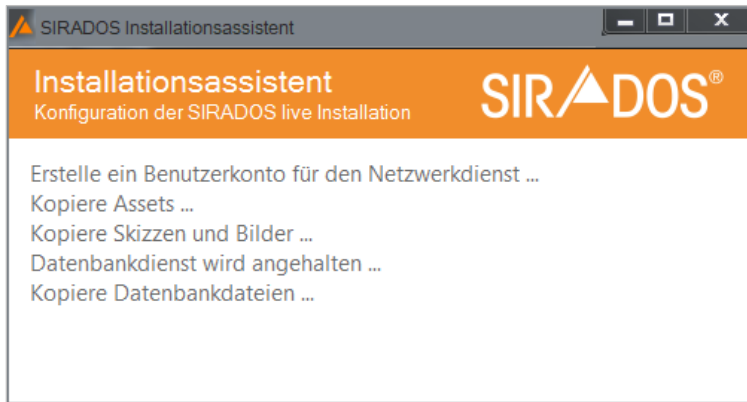 SIRADOS Installationsassistent
Installationsassistent
Konfiguration der SIRADOS live Installation
SIRADOS®
Erstelle ein Benutzerkonto für den Netzwerkdienst ...
Kopiere Assets ...
Kopiere Skizzen und Bilder ...
Datenbankdienst wird angehalten ...
Kopiere Datenbankdateien ...